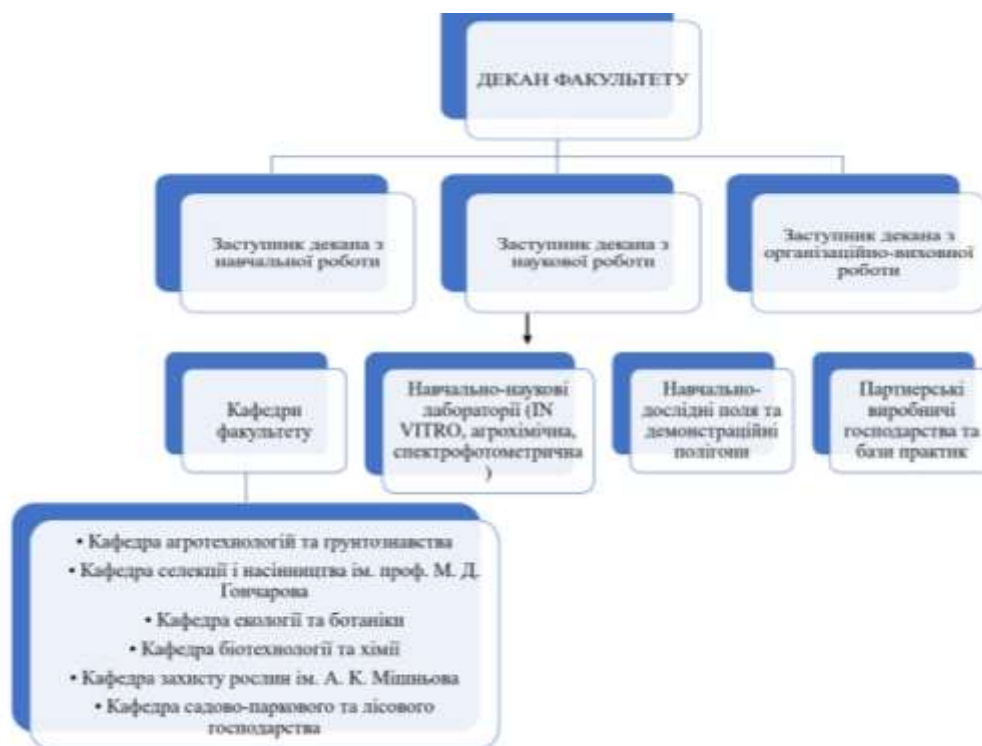 ДЕКАН ФАКУЛЬТЕТУ
Заступник декана з
навчальної роботи
Заступник декана з
наукової роботи
Заступник декана з
організаційно-виховної
роботи
Кафедри
факультету
Навчально-наукові
лабораторії (IN
VITRO, агрохімічна,
спектрофотометрична
)
Навчально-
дослідні поля та
демонстраційні
полігони
Партнерські
виробничі
господарства та
бази практик
• Кафедра агротехнологій та ґрунтознавства
• Кафедра селекції і насінництва ім. проф. М. Д.
Гончарова
• Кафедра екології та ботаніки
• Кафедра біотехнології та хімії
• Кафедра захисту рослин ім. А. К. Мішньова
• Кафедра садово-паркового та лісового
господарства